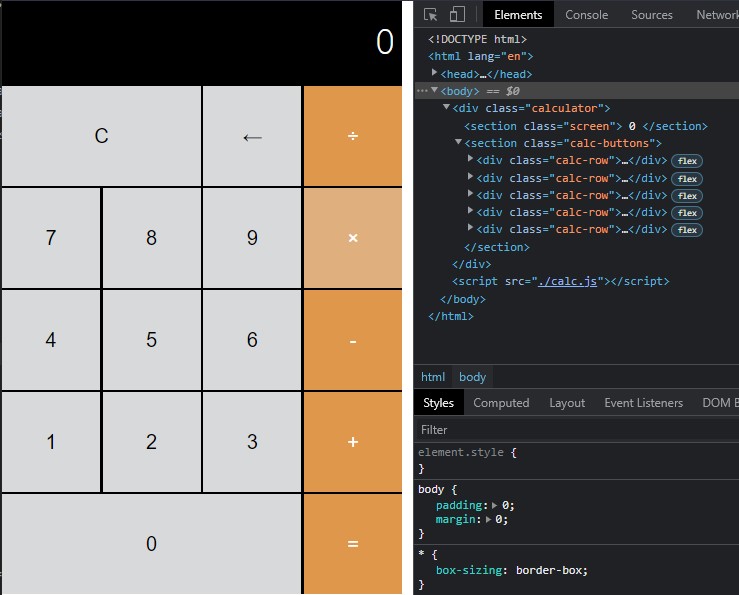 0
C ← ÷
7 8 9 ×
4 5 6 -
1 2 3 +
0 =
Elements Console Sources Network
<!DOCTYPE html>
<html lang="en">
<head>…</head>
<body> == $0
<div class="calculator">
<section class="screen"> 0 </section>
<section class="calc-buttons">
<div class="calc-row">…</div> flex
<div class="calc-row">…</div> flex
<div class="calc-row">…</div> flex
<div class="calc-row">…</div> flex
<div class="calc-row">…</div> flex
</section>
</div>
<script src="./calc.js"></script>
</body>
</html>
html body
Styles Computed Layout Event Listeners DOM B
Filter
element.style {
}
body {
padding: 0;
margin: 0;
}
* {
box-sizing: border-box;
}